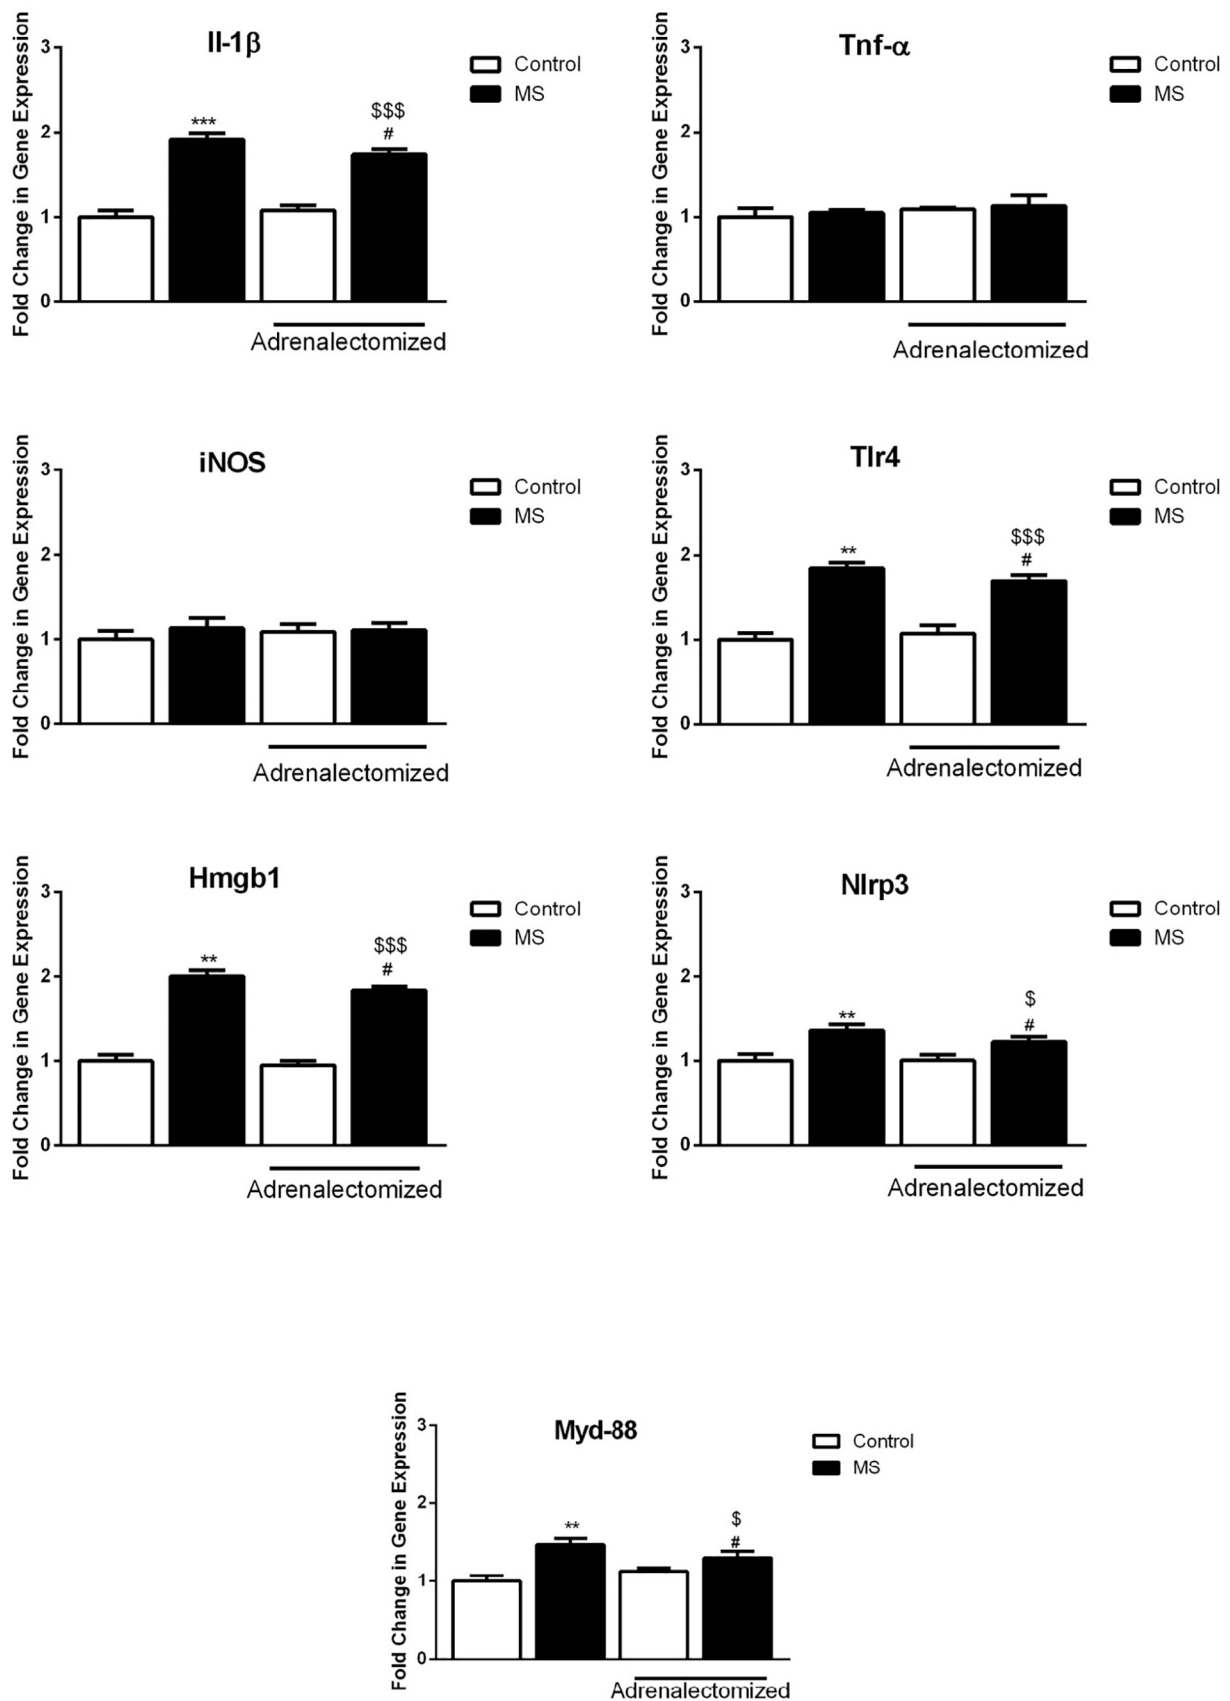 Il-1β
Fold Change in Gene Expression
3
2
1
0
***
$$$
#
Control
MS
Adrenalectomized
Tnf-α
Fold Change in Gene Expression
3
2
1
0
Control
MS
Adrenalectomized
iNOS
Fold Change in Gene Expression
3
2
1
0
Control
MS
Adrenalectomized
Tlr4
Fold Change in Gene Expression
3
2
1
0
**
$$$
#
Control
MS
Adrenalectomized
Hmgb1
Fold Change in Gene Expression
3
2
1
0
**
$$$
#
Control
MS
Adrenalectomized
Nlrp3
Fold Change in Gene Expression
3
2
1
0
**
$
#
Control
MS
Adrenalectomized
Myd-88
Fold Change in Gene Expression
3
2
1
0
**
$
#
Control
MS
Adrenalectomized